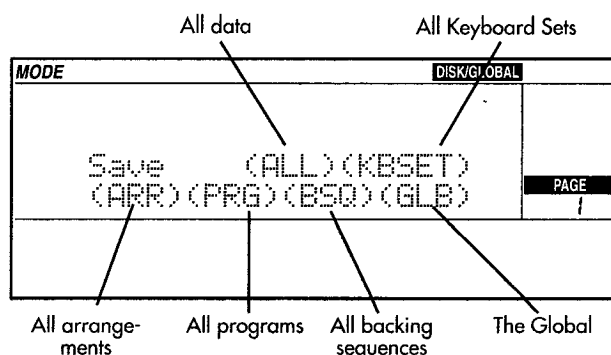 All data All Keyboard Sets
MODE DISK/GLOBAL
Save (ALL)(KBSET)
(ARR)(PRG)(BSQ)(GLB)
PAGE
1
All arrange-
ments
All programs
All backing
sequences
The Global